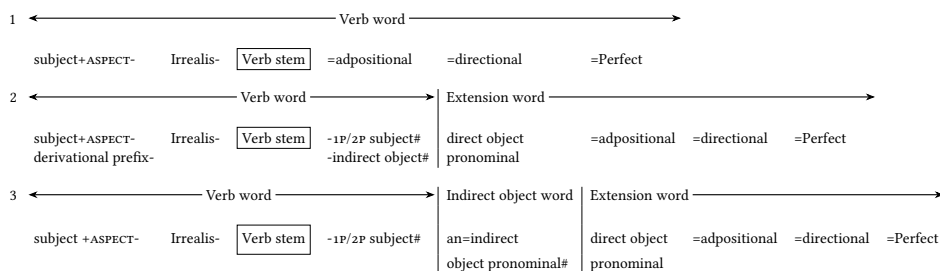 1 Verb word
subject+ASPECT- Irrealis- Verb stem =adpositional =directional =Perfect
2 Verb word Extension word
subject+ASPECT- Irrealis- Verb stem -1P/2P subject# direct object =adpositional =directional =Perfect
derivational prefix- -indirect object# pronominal
3 Verb word Indirect object word Extension word
subject +ASPECT- Irrealis- Verb stem -1P/2P subject# an=indirect direct object =adpositional =directional =Perfect
object pronominal# pronominal